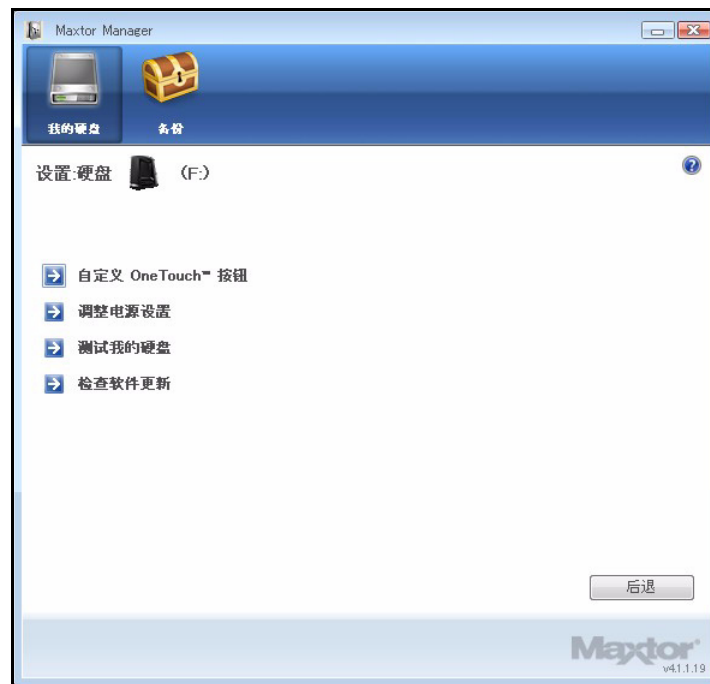 Maxtor Manager
我的硬盘
备份
设置:硬盘 (F:)
自定义 OneTouch™ 按钮
调整电源设置
测试我的硬盘
检查软件更新
后退
Maxtor
v4.1.1.19